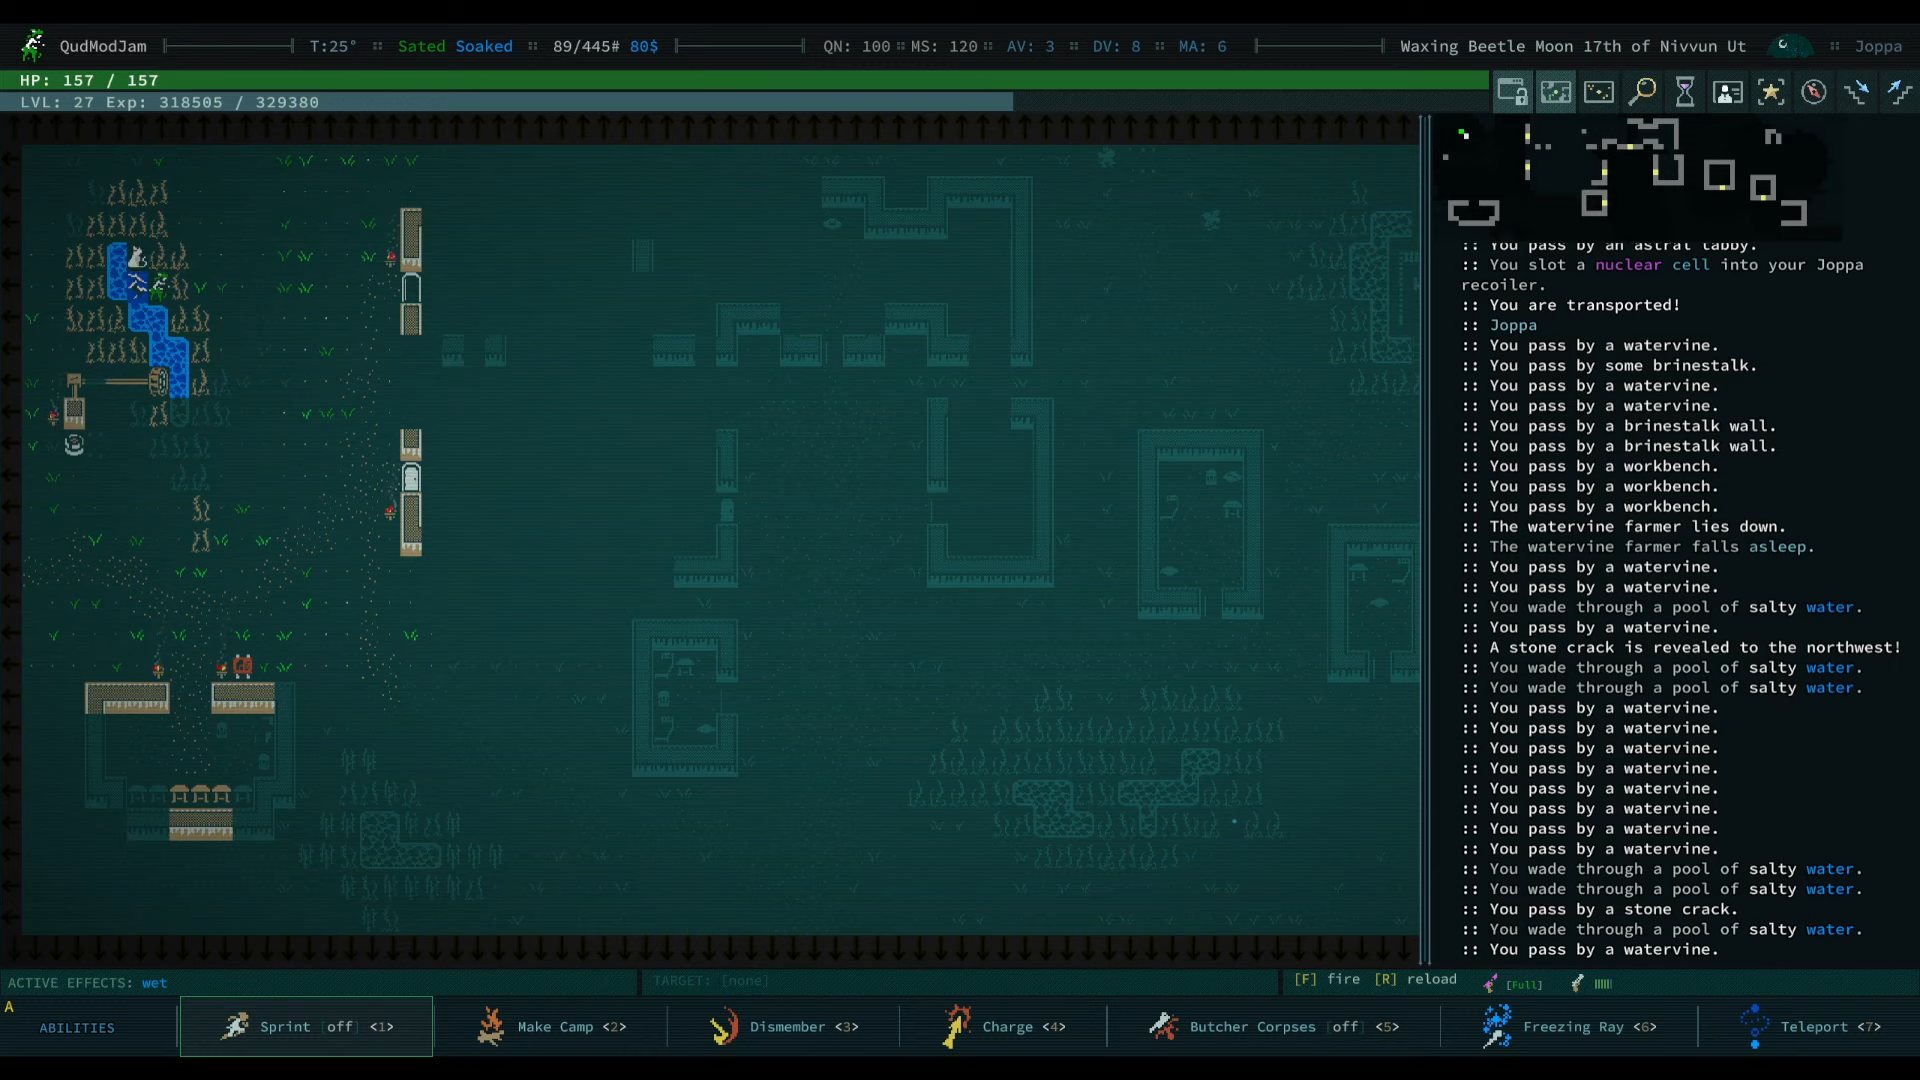 QudModJam T:25° Sated Soaked 89/445# 80$ QN: 100 MS: 120 AV: 3 DV: 8 MA: 6 Waxing Beetle Moon 17th of Nivvun Ut Joppa
HP: 157 / 157
LVL: 27 Exp: 318505 / 329380
:: You pass by an astral tabby.
:: You slot a nuclear cell into your Joppa
recoiler.
:: You are transported!
:: Joppa
:: You pass by a watervine.
:: You pass by some brinestalk.
:: You pass by a watervine.
:: You pass by a watervine.
:: You pass by a brinestalk wall.
:: You pass by a brinestalk wall.
:: You pass by a workbench.
:: You pass by a workbench.
:: You pass by a workbench.
:: The watervine farmer lies down.
:: The watervine farmer falls asleep.
:: You pass by a watervine.
:: You pass by a watervine.
:: You wade through a pool of salty water.
:: You pass by a watervine.
:: A stone crack is revealed to the northwest!
:: You wade through a pool of salty water.
:: You wade through a pool of salty water.
:: You pass by a watervine.
:: You pass by a watervine.
:: You pass by a watervine.
:: You pass by a watervine.
:: You pass by a watervine.
:: You pass by a watervine.
:: You pass by a watervine.
:: You pass by a watervine.
:: You wade through a pool of salty water.
:: You wade through a pool of salty water.
:: You pass by a stone crack.
:: You wade through a pool of salty water.
:: You pass by a watervine.
ACTIVE EFFECTS: wet TARGET: [none] [F] fire [R] reload [Full]
A
ABILITIES Sprint [off] <1> Make Camp <2> Dismember <3> Charge <4> Butcher Corpses [off] <5> Freezing Ray <6> Teleport <7>